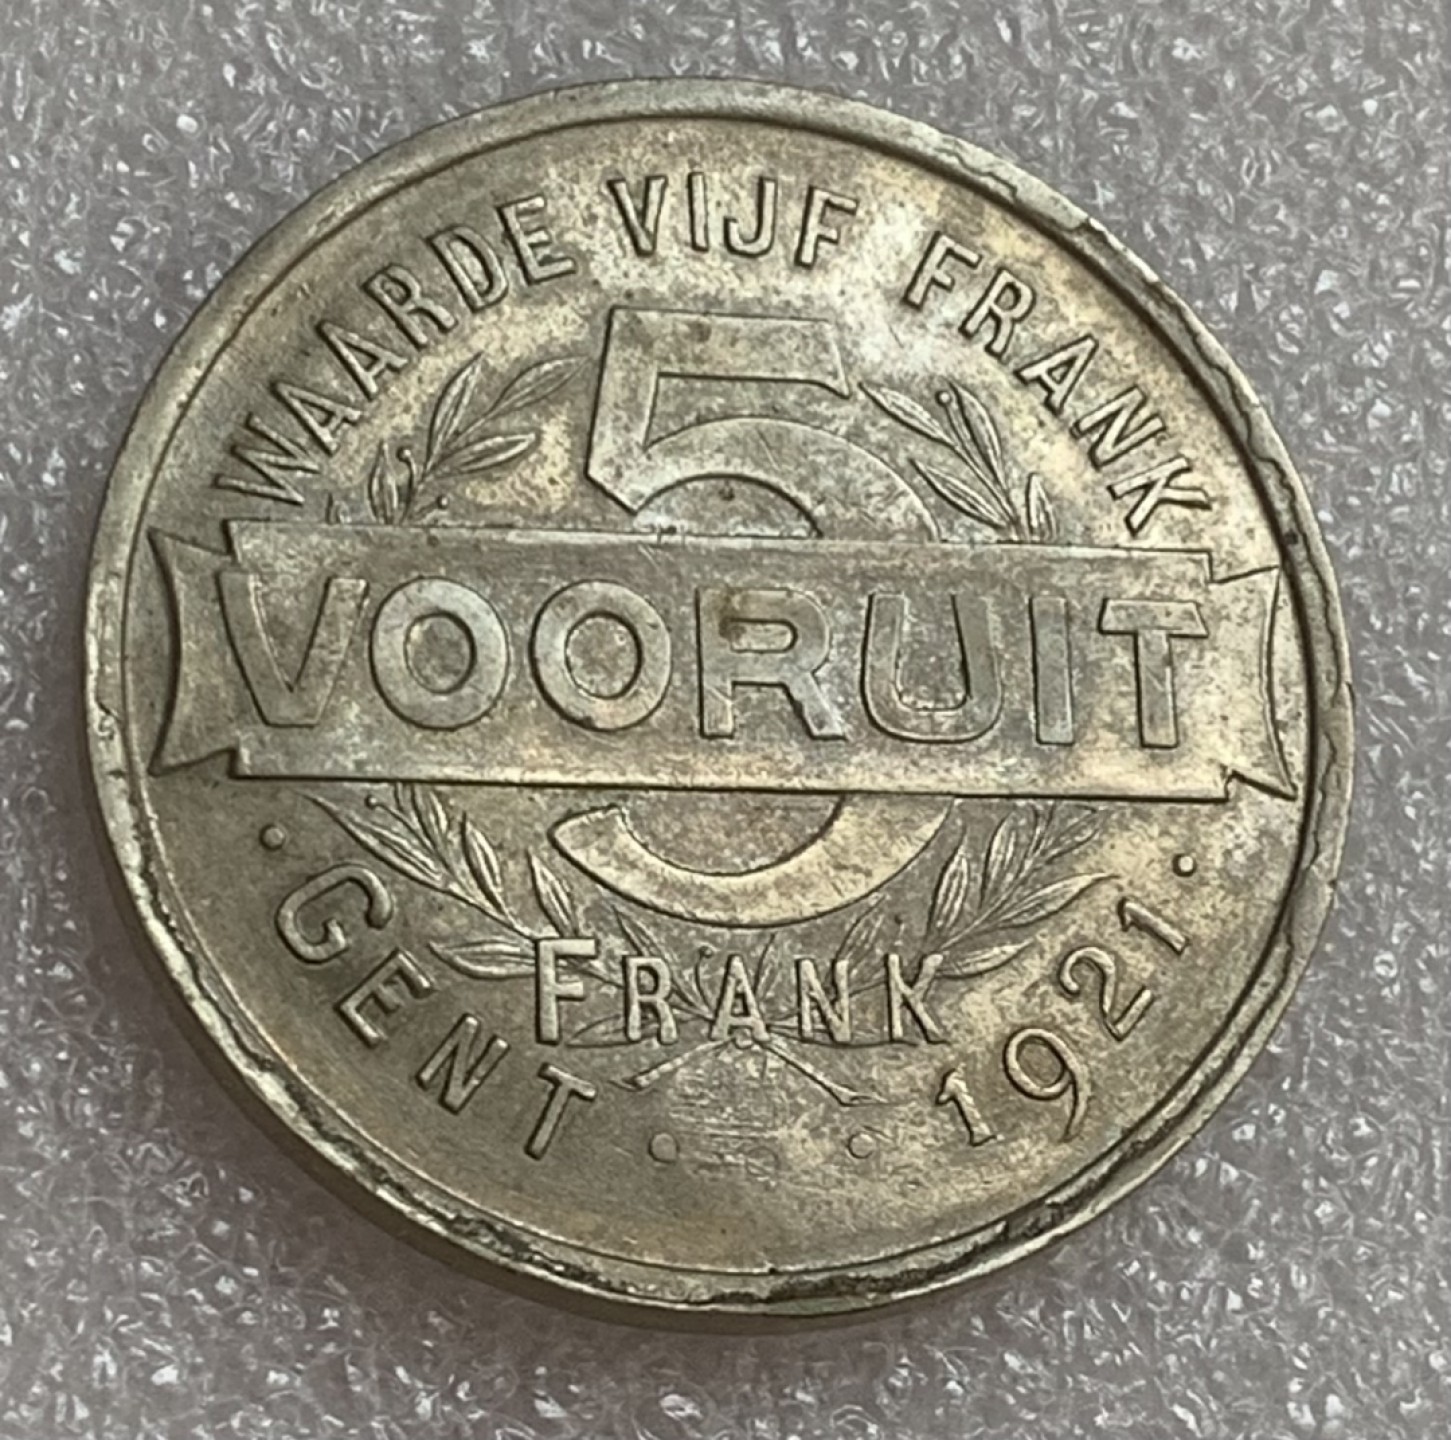 WAARDE VIJF FRANK
5
VOORUIT
FRANK
· GENT · · 1921 ·